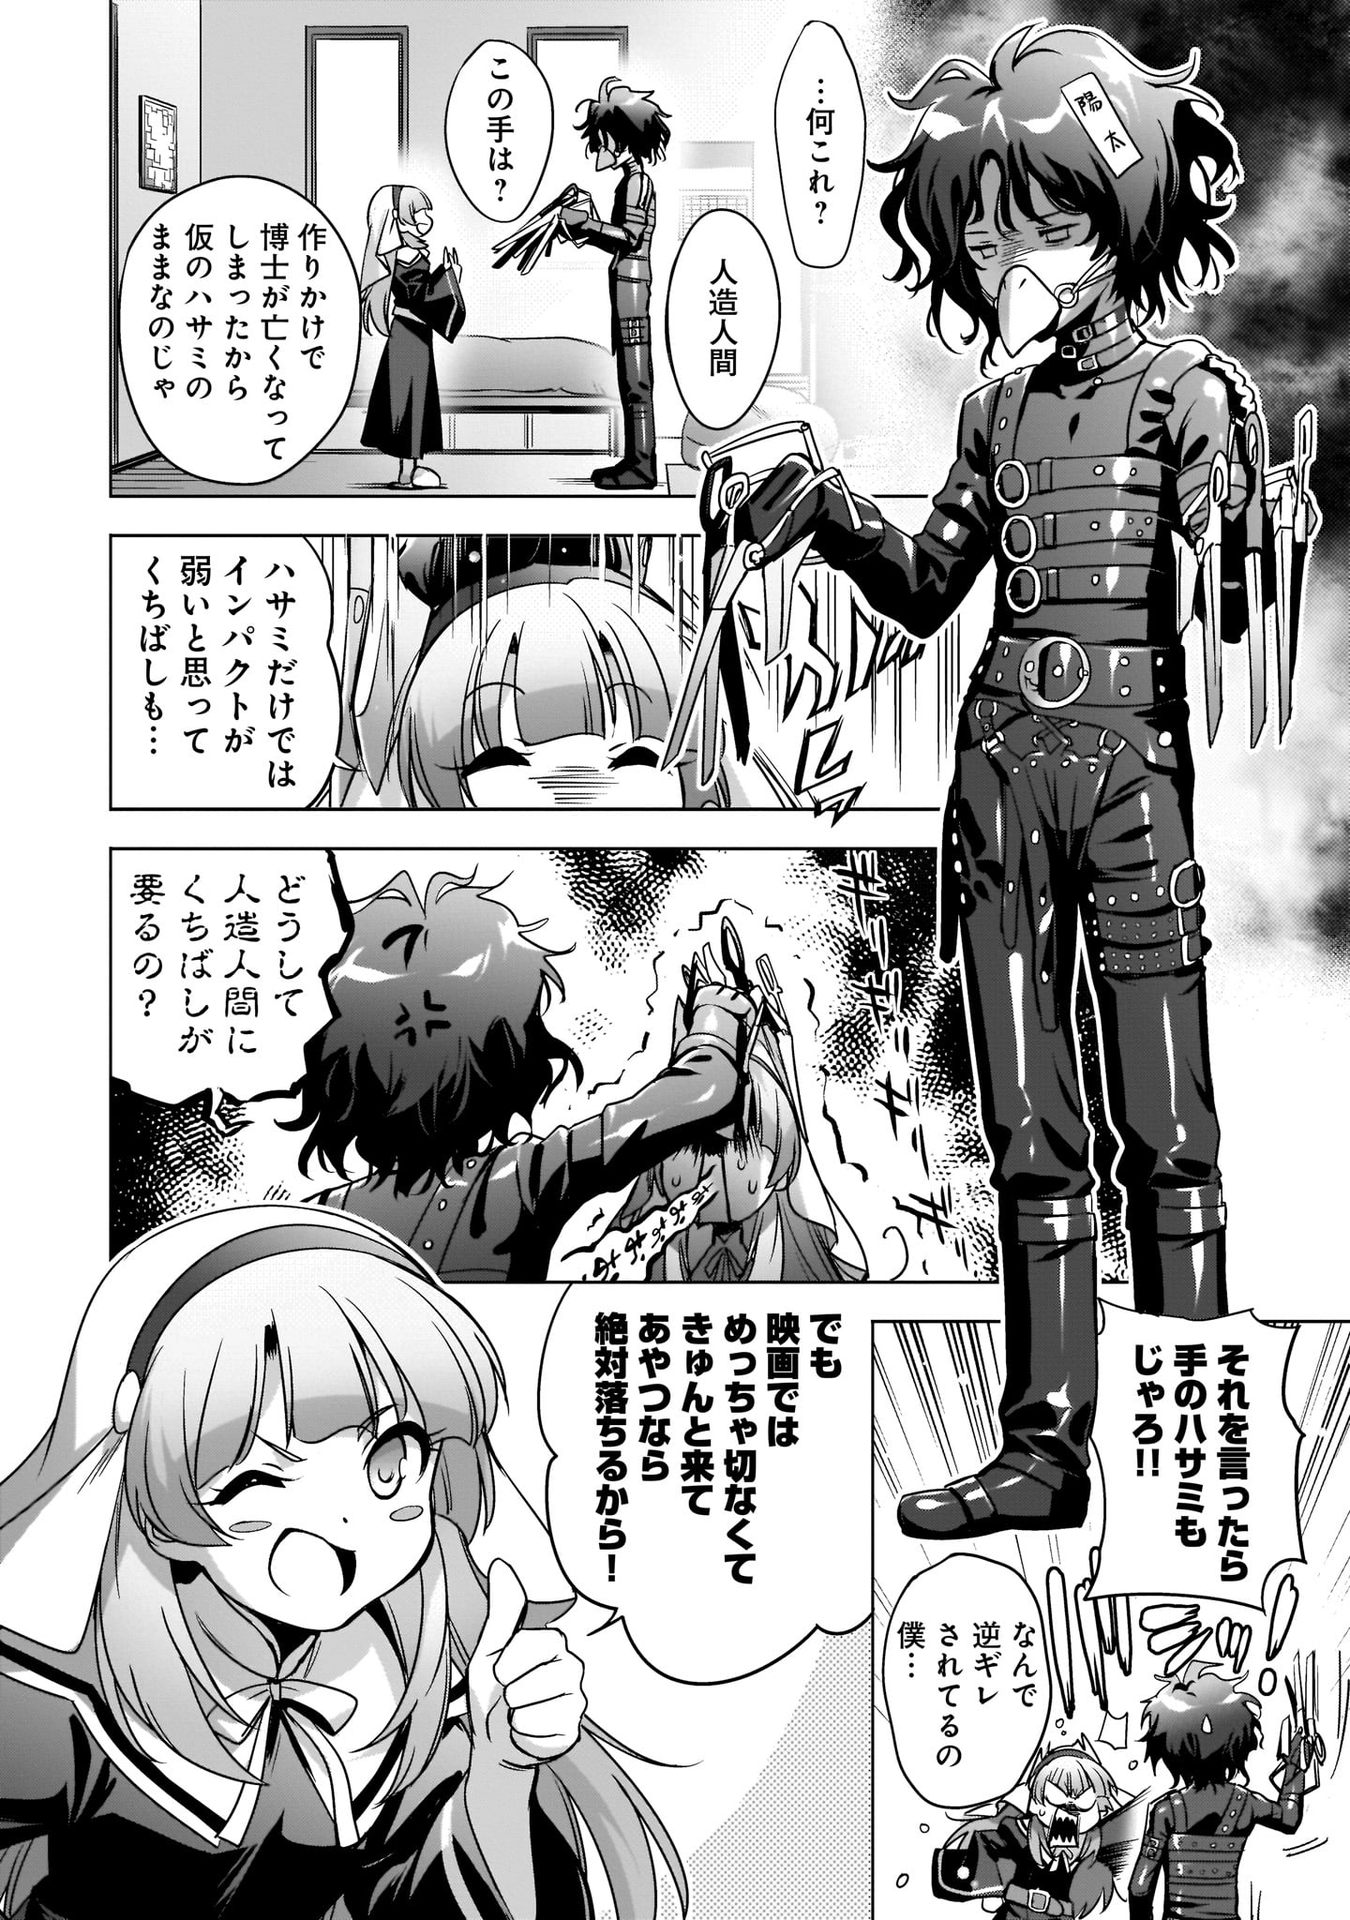 …何これ?
陽太
人造人間
この手は?
作りかけで
博士が亡くなって
しまったから
仮のハサミの
ままなのじゃ
ハサミだけでは
インパクトが
弱いと思って
くちばしも…
どうして
人造人間に
くちばしが
要るの?
それを言ったら
手のハサミも
じゃろ!!
なんで
逆ギレ
されてるの
僕…
でも
映画では
めっちゃ切なくて
きゅんと来て
あやつなら
絶対落ちるから!